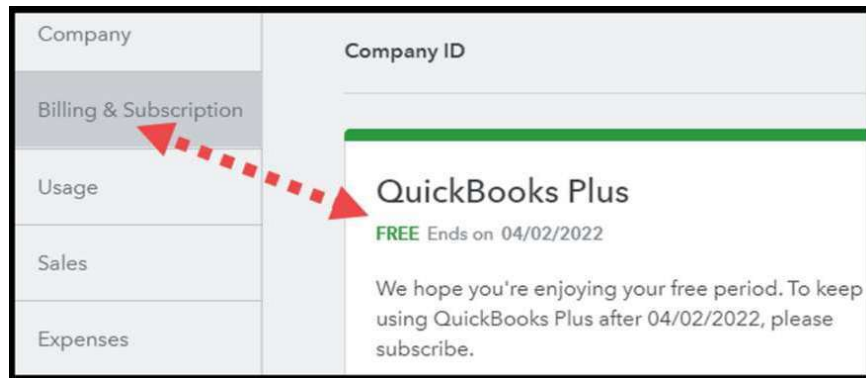 Company
Billing & Subscription
Usage
Sales
Expenses
Company ID
QuickBooks Plus
FREE Ends on 04/02/2022
We hope you're enjoying your free period. To keep
using QuickBooks Plus after 04/02/2022, please
subscribe.